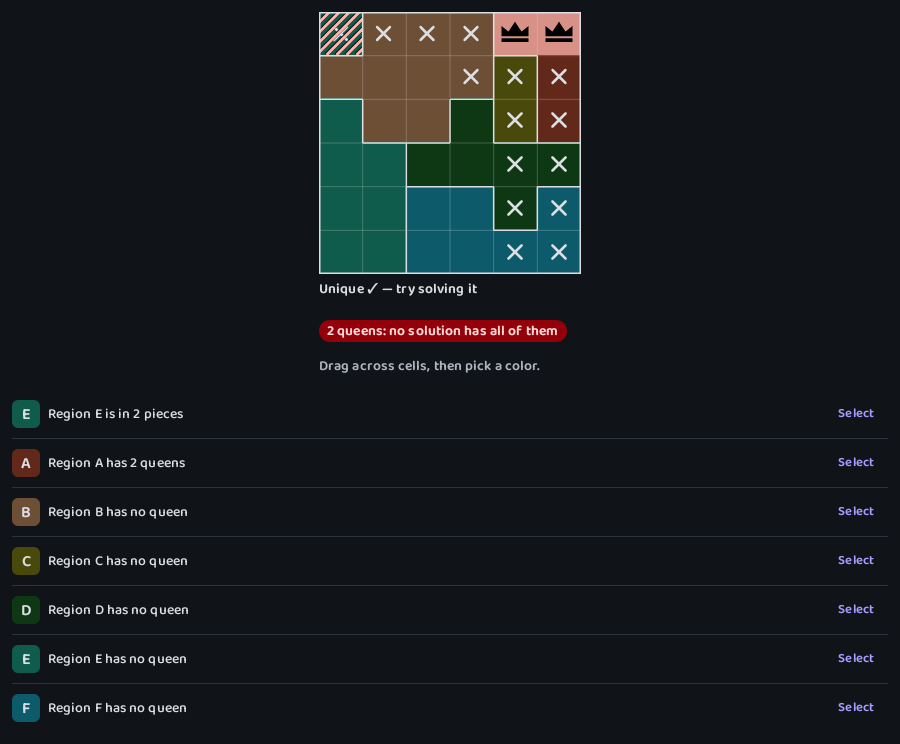 Unique ✓ — try solving it
2 queens: no solution has all of them
Drag across cells, then pick a color.
E Region E is in 2 pieces Select
A Region A has 2 queens Select
B Region B has no queen Select
C Region C has no queen Select
D Region D has no queen Select
E Region E has no queen Select
F Region F has no queen Select